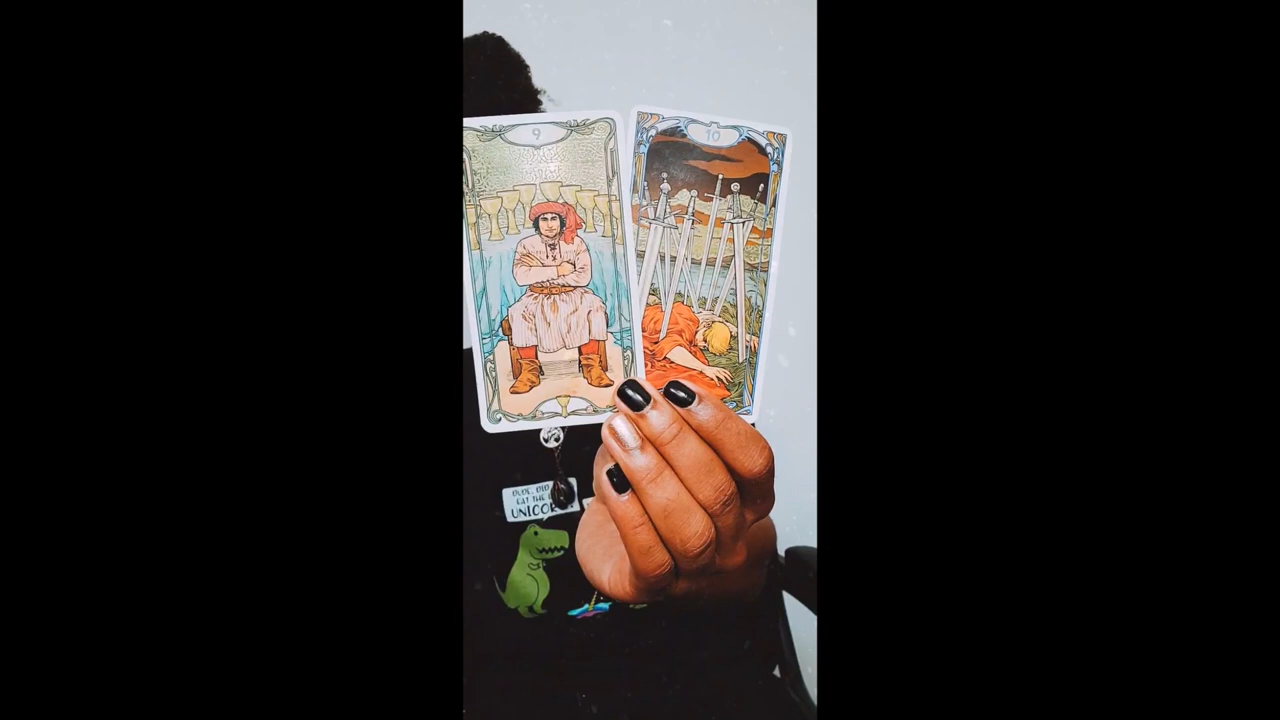 9
10
DUDE, DID
EAT THE
UNICOR